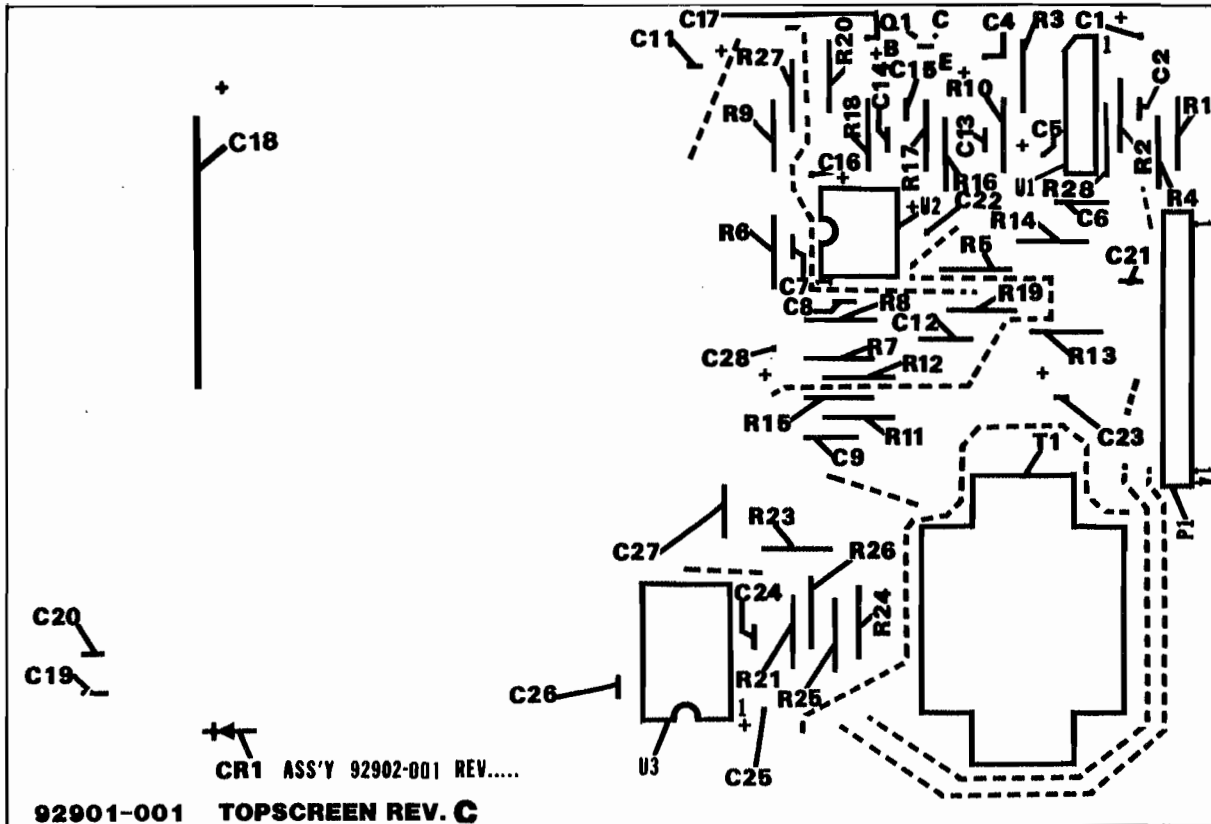 C17
Q1
C
C4
R3
C1 +
C11
+
R27
R20
+B
C14
C15
E
+
R10
1
C2
R1
+
C18
R9
R18
R17
C13
+
C5
R2
C16
+
R16
U1
R28
R4
+U2
C22
R14
C6
R6
R5
C21
C7
C8
R8
R19
C12
C28
R7
R13
+
R12
+
R15
R11
C23
C9
T1
R23
C27
R26
P1
C24
R24
C20
C19
R21
R25
C26
1
+
U3
C25
CR1 ASS'Y 92902-001 REV.....
92901-001 TOPSCREEN REV. C